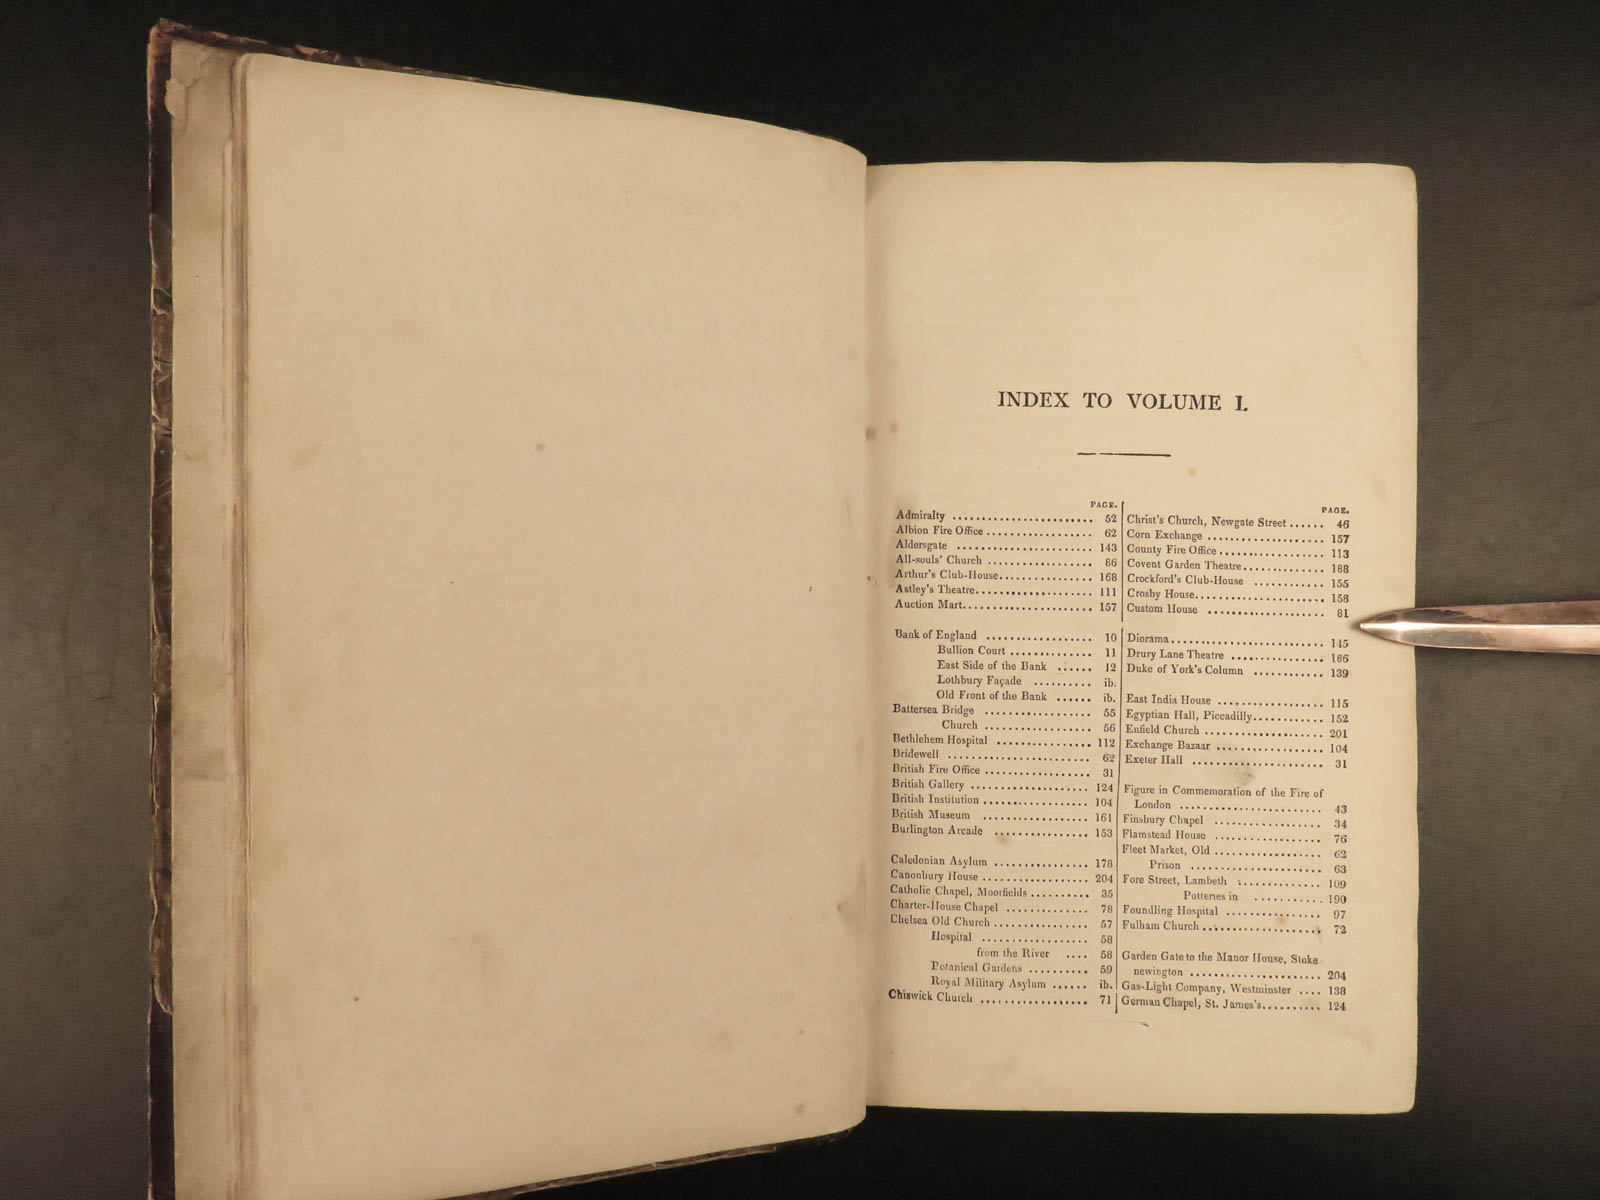 INDEX TO VOLUME I.
PAGE.
Admiralty ........................ 52
Albion Fire Office .................. 62
Aldersgate ....................... 143
All-souls' Church .................. 86
Arthur's Club-House................ 168
Astley's Theatre.................... 111
Auction Mart...................... 157
Bank of England .................. 10
Bullion Court .............. 11
East Side of the Bank ...... 12
Lothbury Façade .......... ib.
Old Front of the Bank ...... ib.
Battersea Bridge .................. 55
Church .................. 56
Bethlehem Hospital ................ 112
Bridewell ........................ 62
British Fire Office .................. 31
British Gallery .................... 124
British Institution .................. 104
British Museum .................. 161
Burlington Arcade ................ 153
Caledonian Asylum ................ 178
Canonbury House .................. 204
Catholic Chapel, Moorfields .......... 35
Charter-House Chapel .............. 78
Chelsea Old Church ................ 57
Hospital .................. 58
from the River .... 58
Botanical Gardens .......... 59
Royal Military Asylum ...... ib.
Chiswick Church .................. 71
PAGE.
Christ's Church, Newgate Street ...... 46
Corn Exchange .................... 157
County Fire Office .................. 113
Covent Garden Theatre.............. 188
Crockford's Club-House ............ 155
Crosby House...................... 158
Custom House .................... 81
Diorama.......................... 145
Drury Lane Theatre ................ 186
Duke of York's Column ............ 139
East India House .................. 115
Egyptian Hall, Piccadilly............ 152
Enfield Church .................... 201
Exchange Bazaar .................. 104
Exeter Hall ...................... 31
Figure in Commemoration of the Fire of
London ........................ 43
Finsbury Chapel .................. 34
Flamstead House .................. 76
Fleet Market, Old .................. 62
Prison ...................... 63
Fore Street, Lambeth .............. 109
Potteries in ............ 190
Foundling Hospital ................ 97
Fulham Church .................... 72
Garden Gate to the Manor House, Stoke
newington ...................... 204
Gas-Light Company, Westminster .... 138
German Chapel, St. James's.......... 124